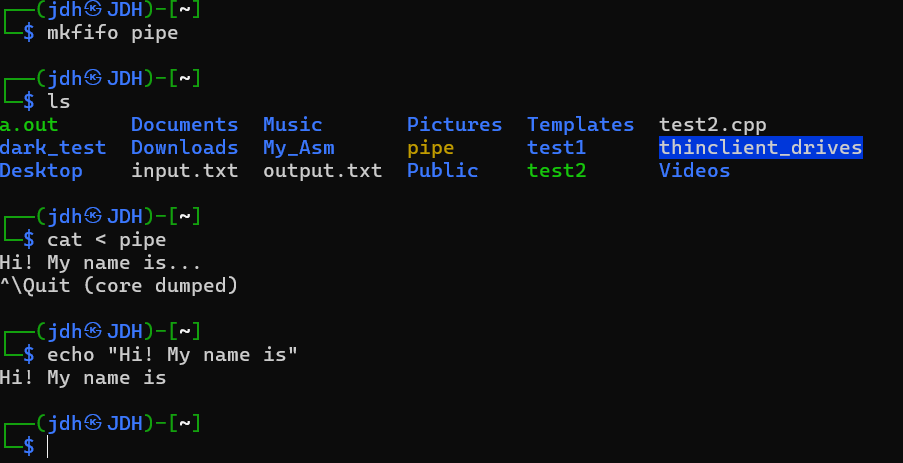 ┌──(jdh㉿JDH)-[~]
└─$ mkfifo pipe
┌──(jdh㉿JDH)-[~]
└─$ ls
a.out Documents Music Pictures Templates test2.cpp
dark_test Downloads My_Asm pipe test1 thinclient_drives
Desktop input.txt output.txt Public test2 Videos
┌──(jdh㉿JDH)-[~]
└─$ cat < pipe
Hi! My name is...
^\Quit (core dumped)
┌──(jdh㉿JDH)-[~]
└─$ echo "Hi! My name is"
Hi! My name is
┌──(jdh㉿JDH)-[~]
└─$